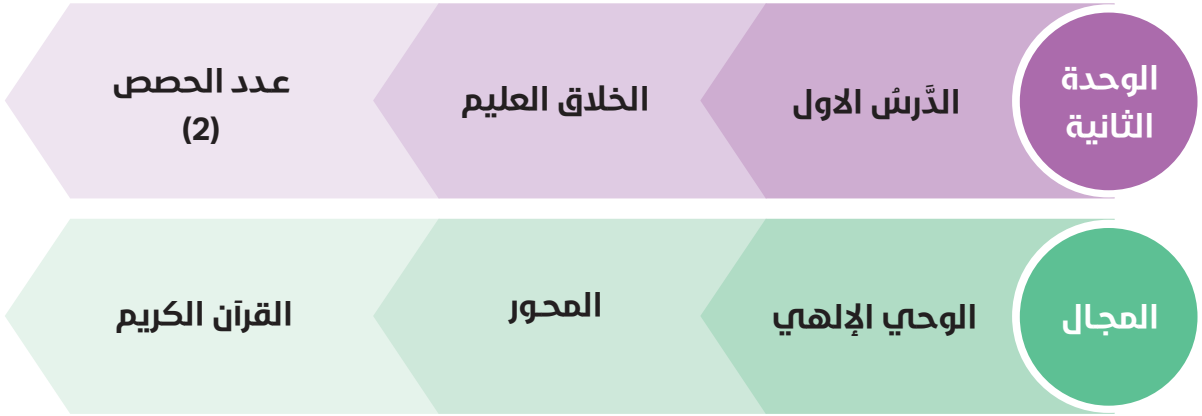 الوحدة
الثانية
الدَّرسُ الاول
الخلاق العليم
عدد الحصص
(2)
المجال
الوحي الإلهي
المحور
القرآن الكريم